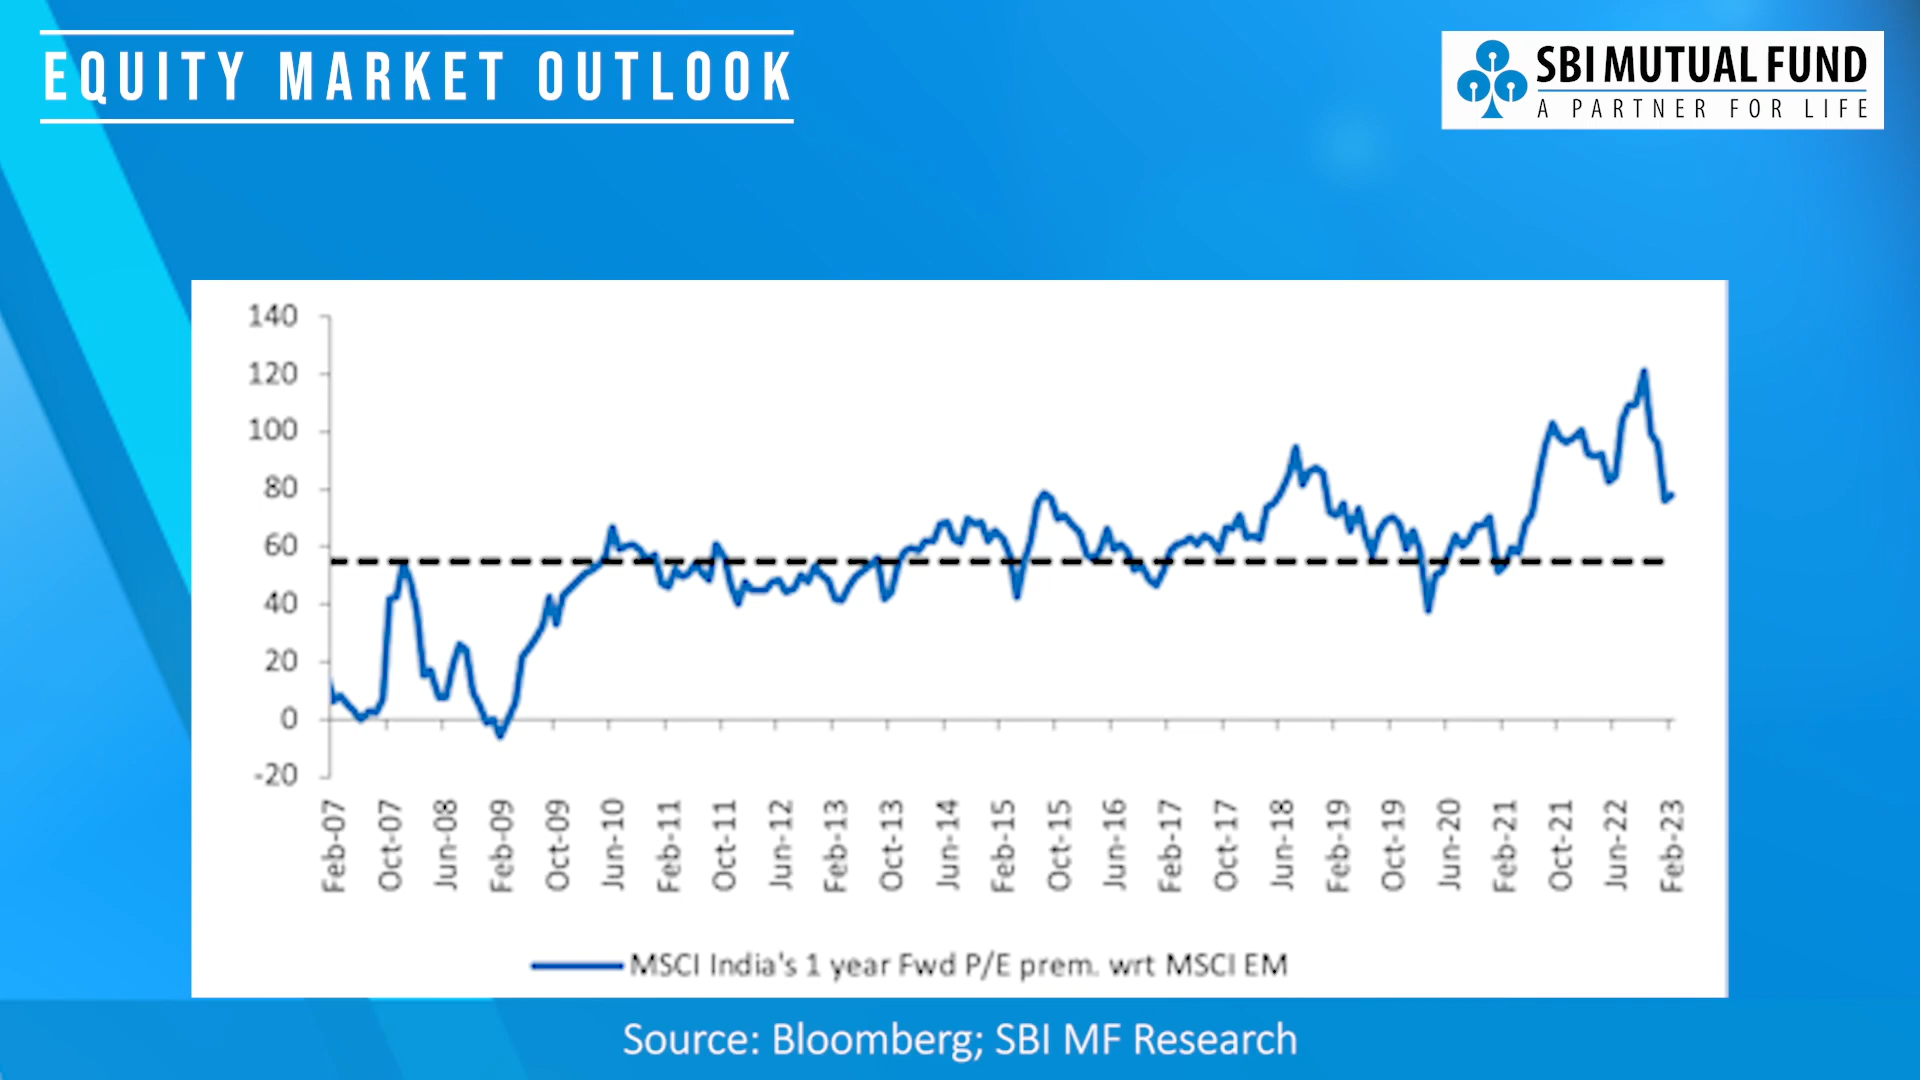 EQUITY MARKET OUTLOOK
SBI MUTUAL FUND
A PARTNER FOR LIFE
140
120
100
80
60
40
20
0
-20
Feb-07
Oct-07
Jun-08
Feb-09
Oct-09
Jun-10
Feb-11
Oct-11
Jun-12
Feb-13
Oct-13
Jun-14
Feb-15
Oct-15
Jun-16
Feb-17
Oct-17
Jun-18
Feb-19
Oct-19
Jun-20
Feb-21
Oct-21
Jun-22
Feb-23
MSCI India's 1 year Fwd P/E prem. wrt MSCI EM
Source: Bloomberg; SBI MF Research